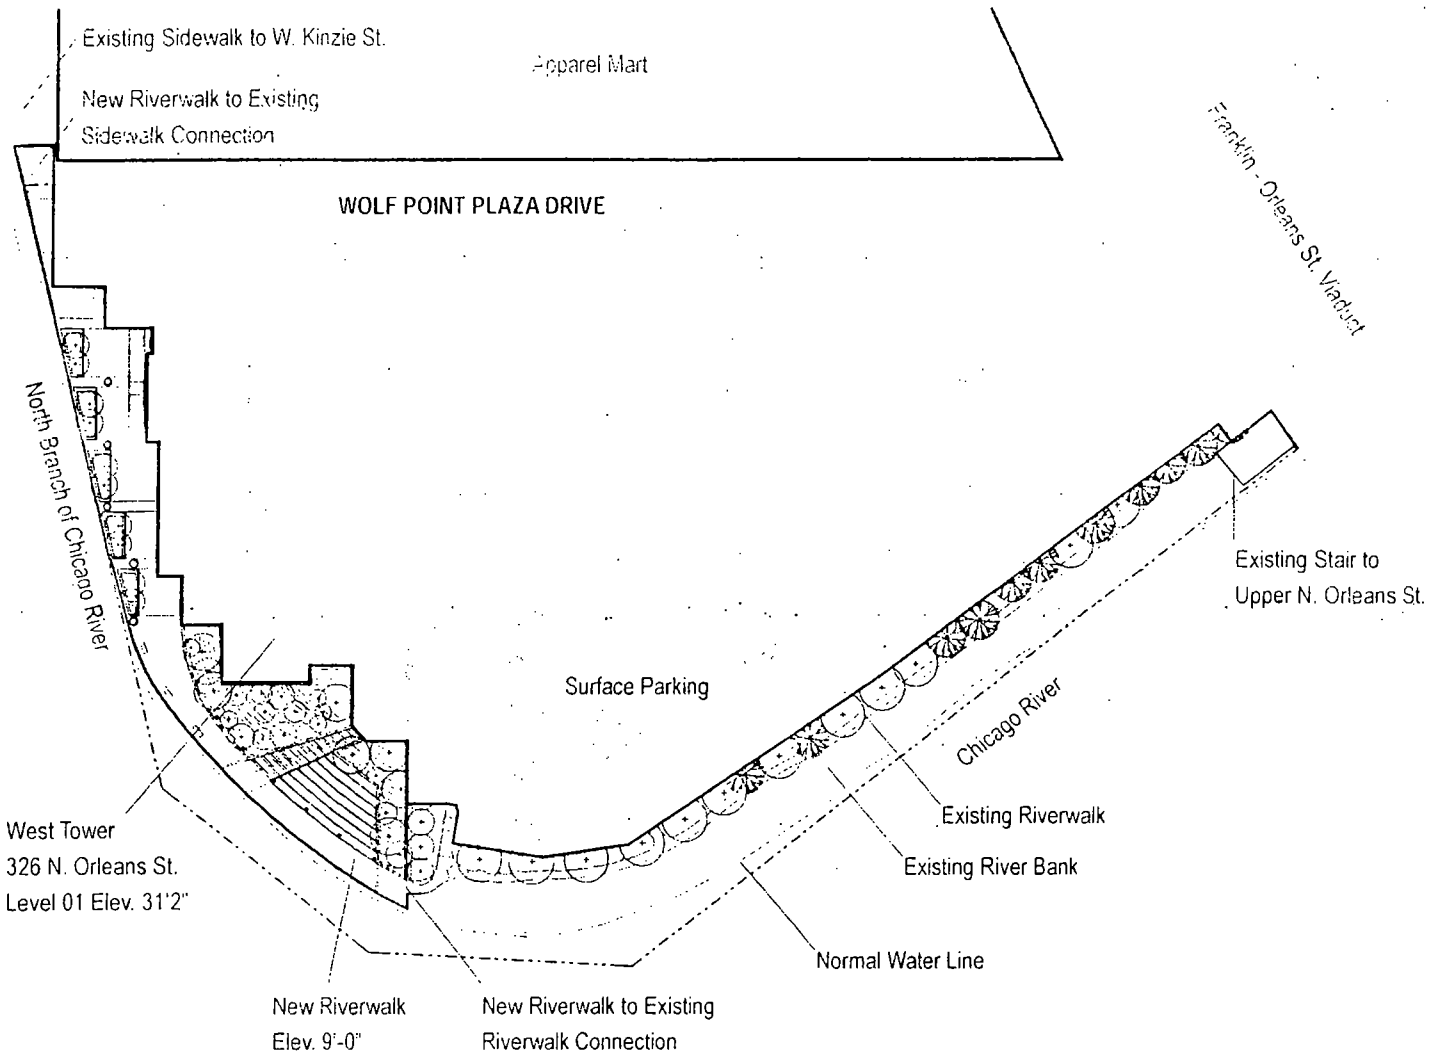 Existing Sidewalk to W. Kinzie St.
Apparel Mart
New Riverwalk to Existing
Sidewalk Connection
Franklin - Orleans St. Viaduct
WOLF POINT PLAZA DRIVE
North Branch of Chicago River
Existing Stair to
Upper N. Orleans St.
Surface Parking
Chicago River
Existing Riverwalk
West Tower
326 N. Orleans St.
Level 01 Elev. 31'2"
Existing River Bank
Normal Water Line
New Riverwalk
Elev. 9'-0"
New Riverwalk to Existing
Riverwalk Connection